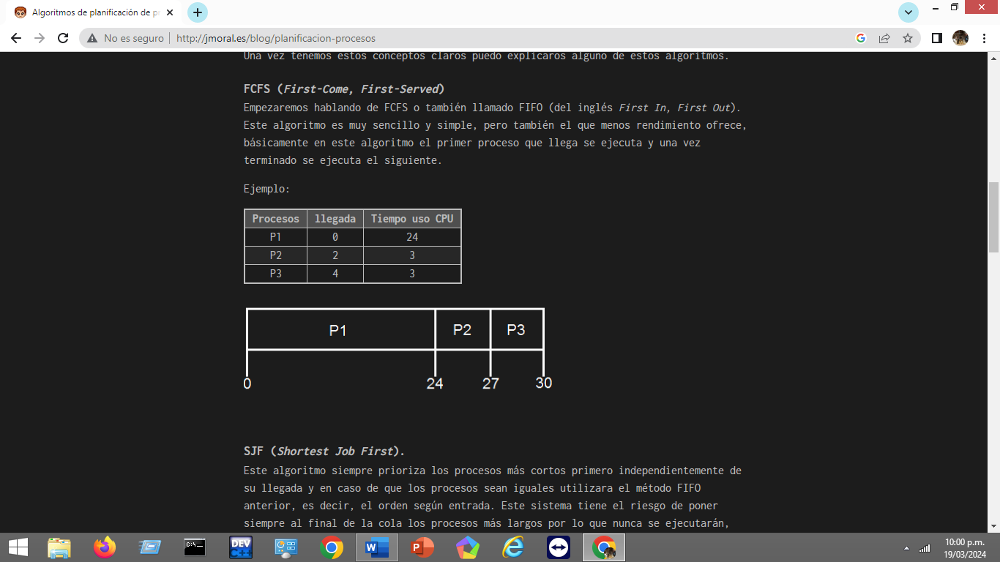 Algoritmos de planificación de pr
No es seguro
http://jmoral.es/blog/planificacion-procesos
Una vez tenemos estos conceptos claros puedo explicaros alguno de estos algoritmos.
FCFS (First-Come, First-Served)
Empezaremos hablando de FCFS o también llamado FIFO (del inglés First In, First Out).
Este algoritmo es muy sencillo y simple, pero también el que menos rendimiento ofrece,
básicamente en este algoritmo el primer proceso que llega se ejecuta y una vez
terminado se ejecuta el siguiente.
Ejemplo:
Procesos llegada Tiempo uso CPU
P1 0 24
P2 2 3
P3 4 3
P1 P2 P3
0 24 27 30
SJF (Shortest Job First).
Este algoritmo siempre prioriza los procesos más cortos primero independientemente de
su llegada y en caso de que los procesos sean iguales utilizara el método FIFO
anterior, es decir, el orden según entrada. Este sistema tiene el riesgo de poner
siempre al final de la cola los procesos más largos por lo que nunca se ejecutarán,
DEV
C++
C:\
10:00 p.m.
19/03/2024